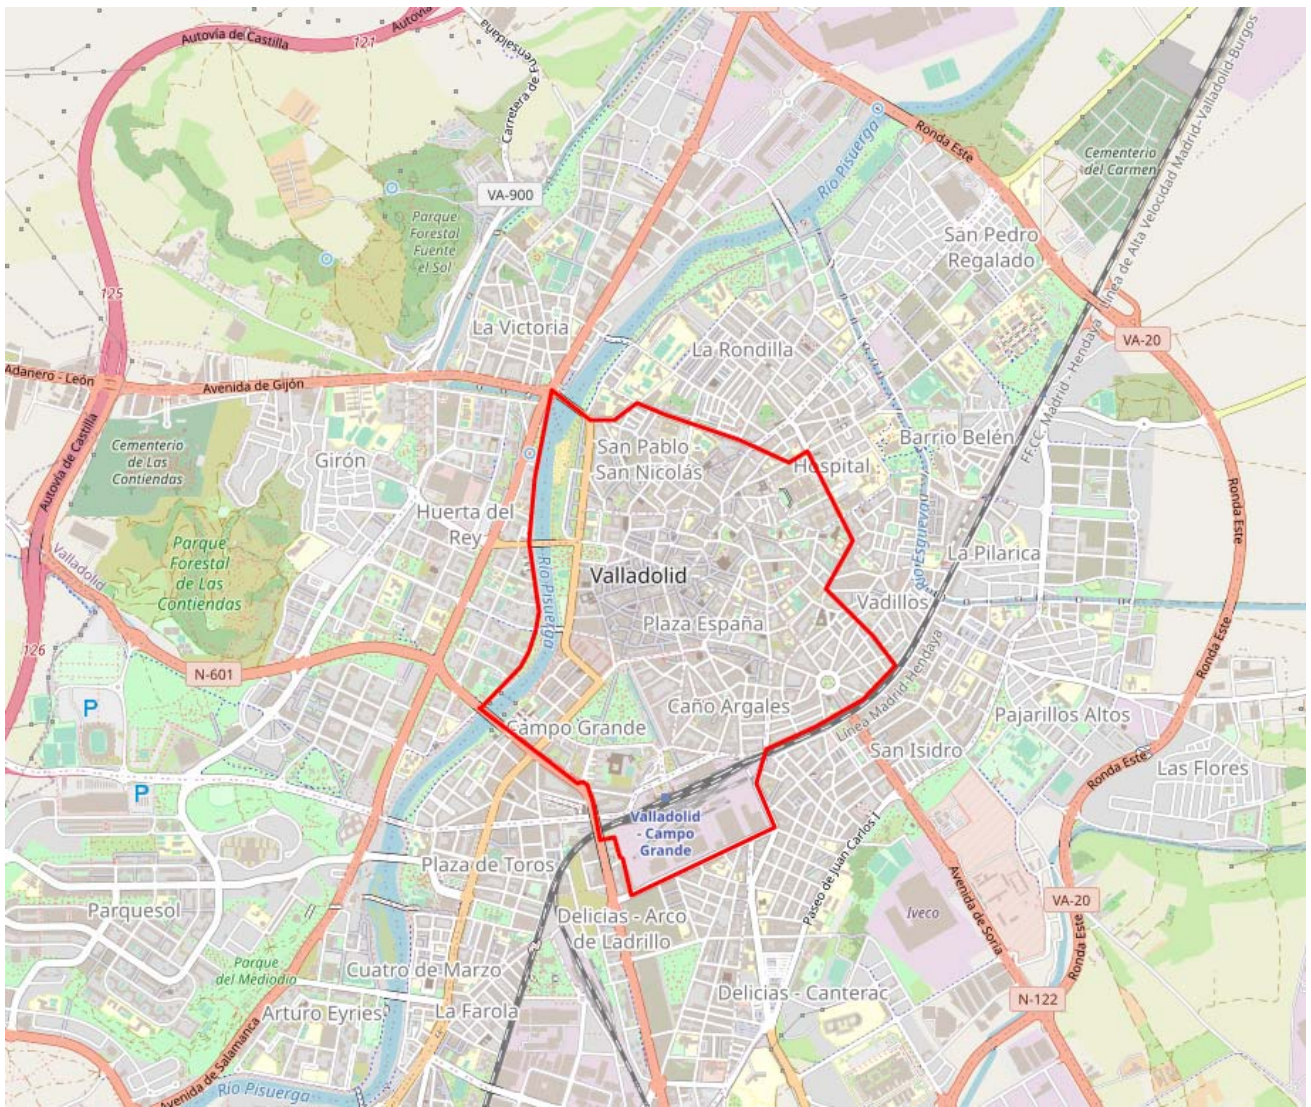 Autovía de Castilla
121
Autovía
Carretera de Fuensaldaña
Ronda Este
Río Pisuerga
Cementerio
del Carmen
Línea de Alta Velocidad Madrid-Valladolid-Burgos
VA-900
Parque
Forestal
Fuente
el Sol
San Pedro
Regalado
125
La Victoria
La Rondilla
VA-20
Adanero - León
Avenida de Gijón
FF.CC. Madrid - Hendaya
Autovía de Castilla
Cementerio
de Las
Contiendas
Girón
San Pablo
San Nicolás
Hospital
Barrio Belén
Ronda Este
Huerta del
Rey
Río Esgueva
La Pilarica
Valladolid
Parque
Forestal
de Las
Contiendas
Río Pisuerga
Valladolid
Vadillos
Plaza España
126
N-601
Ronda Este
Línea Madrid-Hendaya
P
Campo Grande
Caño Argales
Pajarillos Altos
San Isidro
Ronda Este
Las Flores
P
Valladolid
- Campo
Grande
Plaza de Toros
Paseo de Juan Carlos I
Parquesol
Delicias - Arco
de Ladrillo
Iveco
Avenida de Soria
VA-20
Ronda Este
Parque
del Mediodía
Cuatro de Marzo
Delicias - Canterac
N-122
Arturo Eyries
La Farola
Avenida de Salamanca
Río Pisuerga